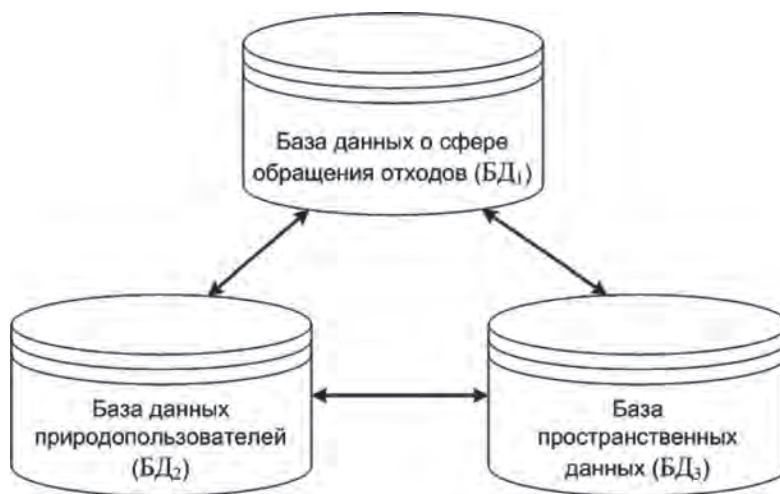 База данных о сфере
обращения отходов (БД₁)
База данных
природопользователей
(БД₂)
База
пространственных
данных (БД₃)